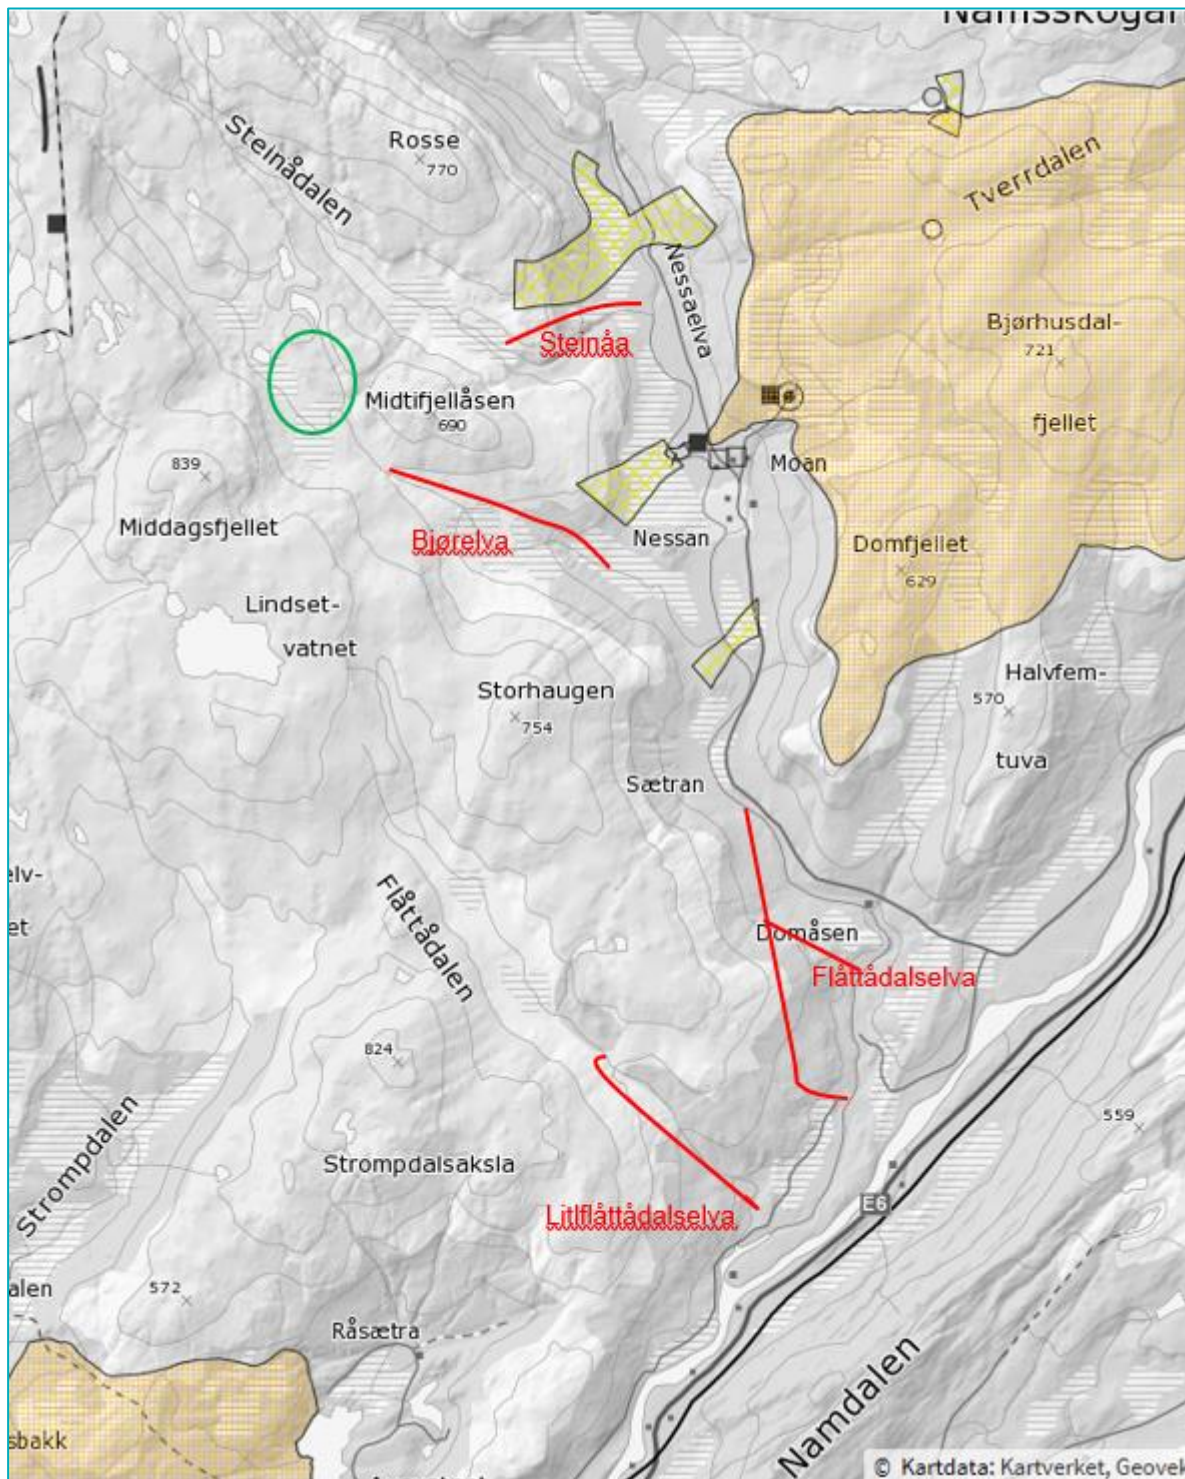 Namsskogan
Rosse
770
Steinådalen
Tverrdalen
Nessaelva
Bjørhusdal-
721
fjellet
Steinåa
Midtifjellåsen
690
839
Moan
Middagsfjellet
Bjørelva
Nessan
Domfjellet
629
Lindset-
vatnet
Halvfem-
570
tuva
Storhaugen
754
Sætran
elv-
et
Flåttådalen
Domåsen
Flåttådalselva
824
559
Strompdalen
Strompdalsaksla
E6
Litlflåttådalselva
alen
572
Råsætra
Namdalen
sbakk
© Kartdata: Kartverket, Geovek